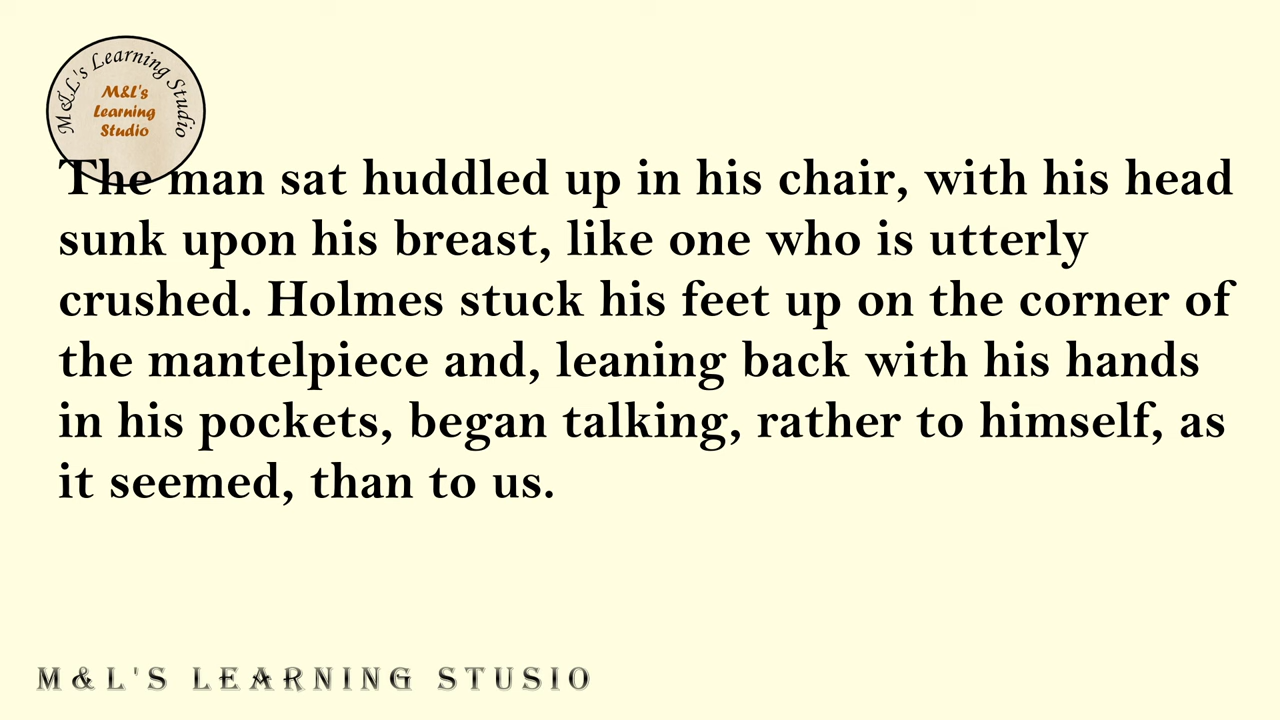 M&L's Learning Studio
M&L's
Learning
Studio
The man sat huddled up in his chair, with his head
sunk upon his breast, like one who is utterly
crushed. Holmes stuck his feet up on the corner of
the mantelpiece and, leaning back with his hands
in his pockets, began talking, rather to himself, as
it seemed, than to us.
M&L'S LEARNING STUSIO